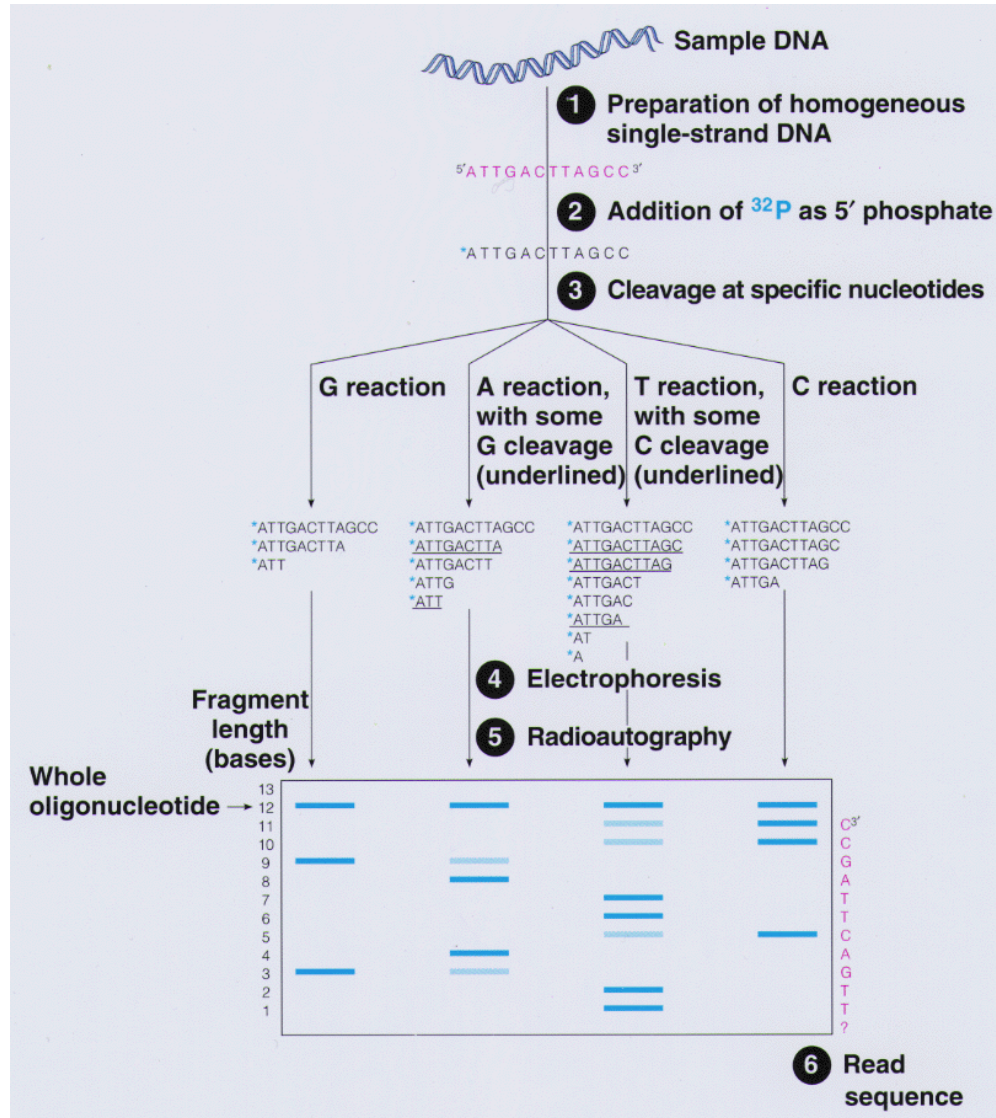 Sample DNA
1 Preparation of homogeneous
single-strand DNA
5′ATTGACTTAGCC3′
2 Addition of 32P as 5′ phosphate
*ATTGACTTAGCC
3 Cleavage at specific nucleotides
G reaction
A reaction,
with some
G cleavage
(underlined)
T reaction,
with some
C cleavage
(underlined)
C reaction
*ATTGACTTAGCC
*ATTGACTTA
*ATT
*ATTGACTTAGCC
*ATTGACTTA
*ATTGACTT
*ATTG
*ATT
*ATTGACTTAGCC
*ATTGACTTAGC
*ATTGACTTAG
*ATTGACT
*ATTGAC
*ATTGA
*AT
*A
*ATTGACTTAGCC
*ATTGACTTAGC
*ATTGACTTAG
*ATTGA
4 Electrophoresis
5 Radioautography
Fragment
length
(bases)
Whole
oligonucleotide
13
12
11
10
9
8
7
6
5
4
3
2
1
C3′
C
G
A
T
T
C
A
G
T
T
?
6 Read
sequence